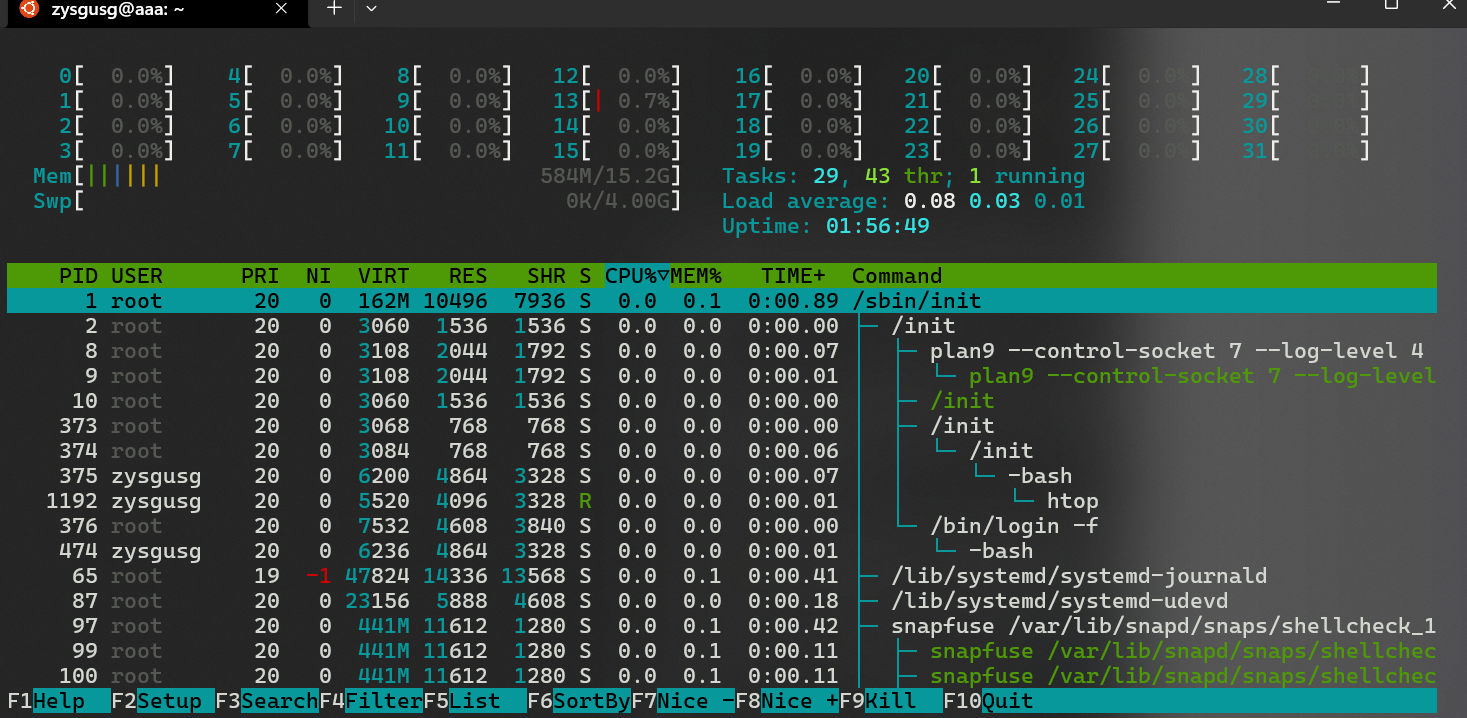 zysgusg@aaa: ~
0[ 0.0%] 4[ 0.0%] 8[ 0.0%] 12[ 0.0%] 16[ 0.0%] 20[ 0.0%] 24[ 0.0%] 28[ ]
1[ 0.0%] 5[ 0.0%] 9[ 0.0%] 13[| 0.7%] 17[ 0.0%] 21[ 0.0%] 25[ 0.0%] 29[ ]
2[ 0.0%] 6[ 0.0%] 10[ 0.0%] 14[ 0.0%] 18[ 0.0%] 22[ 0.0%] 26[ 0.0%] 30[ ]
3[ 0.0%] 7[ 0.0%] 11[ 0.0%] 15[ 0.0%] 19[ 0.0%] 23[ 0.0%] 27[ 0.0%] 31[ ]
Mem[|||||| 584M/15.2G] Tasks: 29, 43 thr; 1 running
Swp[ 0K/4.00G] Load average: 0.08 0.03 0.01
Uptime: 01:56:49
PID USER PRI NI VIRT RES SHR S CPU%▽MEM% TIME+ Command
1 root 20 0 162M 10496 7936 S 0.0 0.1 0:00.89 /sbin/init
2 root 20 0 3060 1536 1536 S 0.0 0.0 0:00.00 ├─ /init
8 root 20 0 3108 2044 1792 S 0.0 0.0 0:00.07 │ ├─ plan9 --control-socket 7 --log-level 4
9 root 20 0 3108 2044 1792 S 0.0 0.0 0:00.01 │ │ └─ plan9 --control-socket 7 --log-level
10 root 20 0 3060 1536 1536 S 0.0 0.0 0:00.00 │ ├─ /init
373 root 20 0 3068 768 768 S 0.0 0.0 0:00.00 │ ├─ /init
374 root 20 0 3084 768 768 S 0.0 0.0 0:00.06 │ │ └─ /init
375 zysgusg 20 0 6200 4864 3328 S 0.0 0.0 0:00.07 │ │ └─ -bash
1192 zysgusg 20 0 5520 4096 3328 R 0.0 0.0 0:00.01 │ │ └─ htop
376 root 20 0 7532 4608 3840 S 0.0 0.0 0:00.00 │ └─ /bin/login -f
474 zysgusg 20 0 6236 4864 3328 S 0.0 0.0 0:00.01 │ └─ -bash
65 root 19 -1 47824 14336 13568 S 0.0 0.1 0:00.41 ├─ /lib/systemd/systemd-journald
87 root 20 0 23156 5888 4608 S 0.0 0.0 0:00.18 ├─ /lib/systemd/systemd-udevd
97 root 20 0 441M 11612 1280 S 0.0 0.1 0:00.42 ├─ snapfuse /var/lib/snapd/snaps/shellcheck_1
99 root 20 0 441M 11612 1280 S 0.0 0.1 0:00.11 │ ├─ snapfuse /var/lib/snapd/snaps/shellchec
100 root 20 0 441M 11612 1280 S 0.0 0.1 0:00.11 │ ├─ snapfuse /var/lib/snapd/snaps/shellchec
F1Help F2Setup F3SearchF4FilterF5List F6SortByF7Nice -F8Nice +F9Kill F10Quit